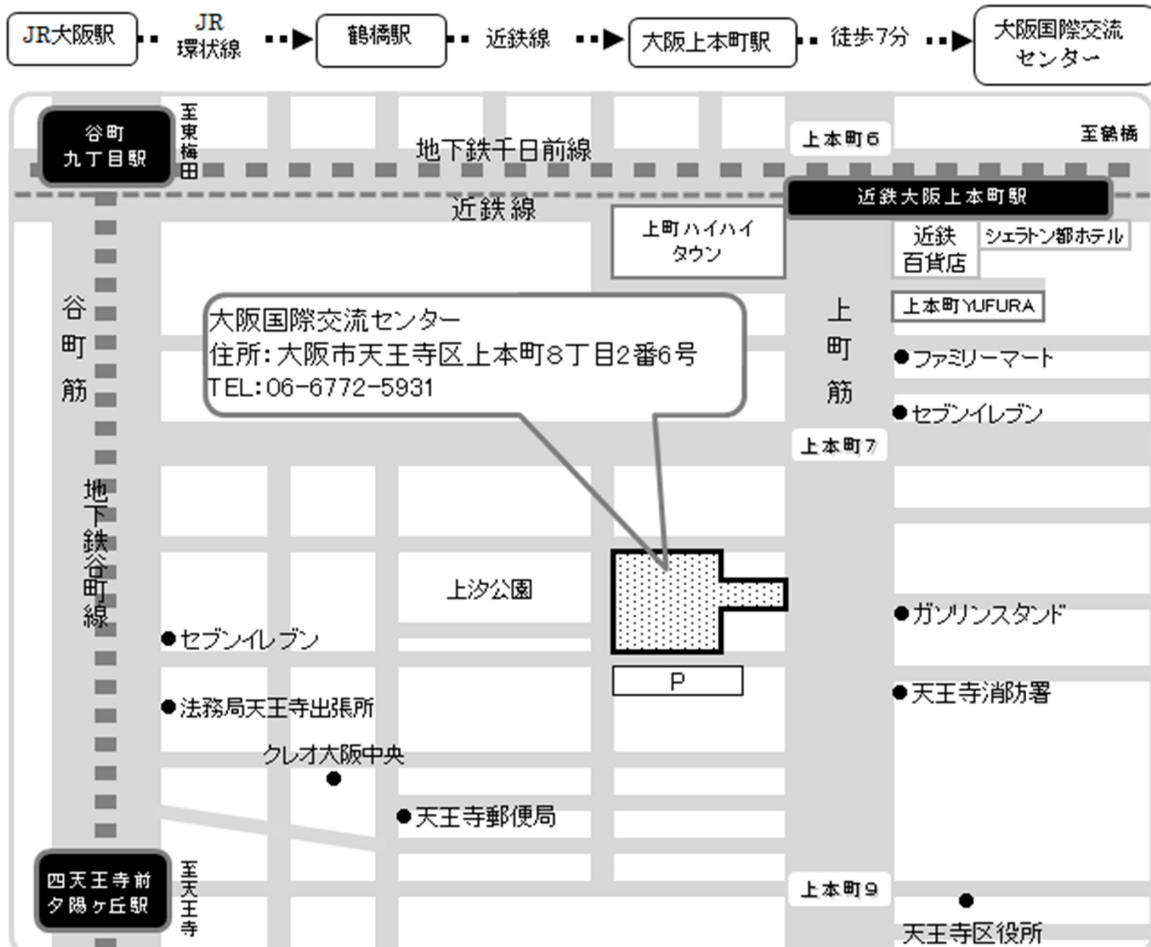 JR大阪駅
JR
環状線
鶴橋駅
近鉄線
大阪上本町駅
徒歩7分
大阪国際交流
センター
谷町
九丁目駅
至東梅田
地下鉄千日前線
上本町6
至鶴橋
近鉄線
近鉄大阪上本町駅
上町ハイハイ
タウン
近鉄
百貨店
シェラトン都ホテル
上本町YUFURA
谷町筋
上町筋
大阪国際交流センター
住所:大阪市天王寺区上本町8丁目2番6号
TEL:06-6772-5931
ファミリーマート
セブンイレブン
上本町7
地下鉄谷町線
上汐公園
ガソリンスタンド
セブンイレブン
P
天王寺消防署
法務局天王寺出張所
クレオ大阪中央
天王寺郵便局
四天王寺前
夕陽ヶ丘駅
至天王寺
上本町9
天王寺区役所